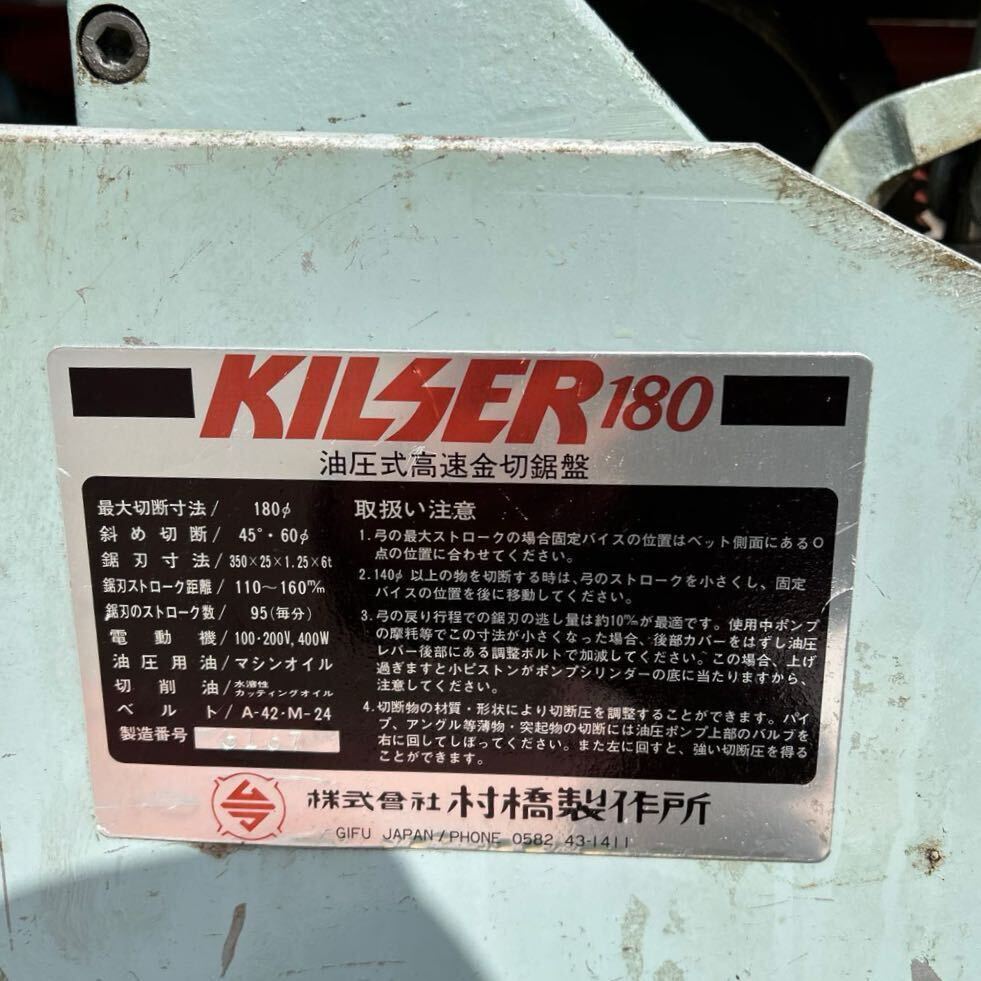 KILSER 180
油圧式高速金切鋸盤
最大切断寸法/ 180φ
斜め切断/ 45°・60φ
鋸刃寸法/ 350×25×1.25×6t
鋸刃ストローク距離/ 110～160m/m
鋸刃のストローク数/ 95(毎分)
電動機/ 100・200V, 400W
油圧用油/ マシンオイル
切削油/ 水溶性カッティングオイル
ベルト/ A-42・M-24
製造番号
取扱い注意
1. 弓の最大ストロークの場合固定バイスの位置はベット側面にある○
点の位置に合わせてください。
2. 140φ 以上の物を切断する時は、弓のストロークを小さくし、固定
バイスの位置を後に移動してください。
3. 弓の戻り行程での鋸刃の逃し量は約10m/mが最適です。使用中ポンプ
の摩耗等でこの寸法が小さくなった場合、後部カバーをはずし油圧
レバー後部にある調整ボルトで加減してください。この場合、上げ
過ぎますと小ピストンがポンプシリンダーの底に当たりますから、
注意してください。
4. 切断物の材質・形状により切断圧を調整することができます。パイ
プ、アングル等薄物・突起物の切断には油圧ポンプ上部のバルブを
右に回してしぼってください。また左に回すと、強い切断圧を得る
ことができます。
株式會社 村橋製作所
GIFU JAPAN/PHONE 0582 43-1411